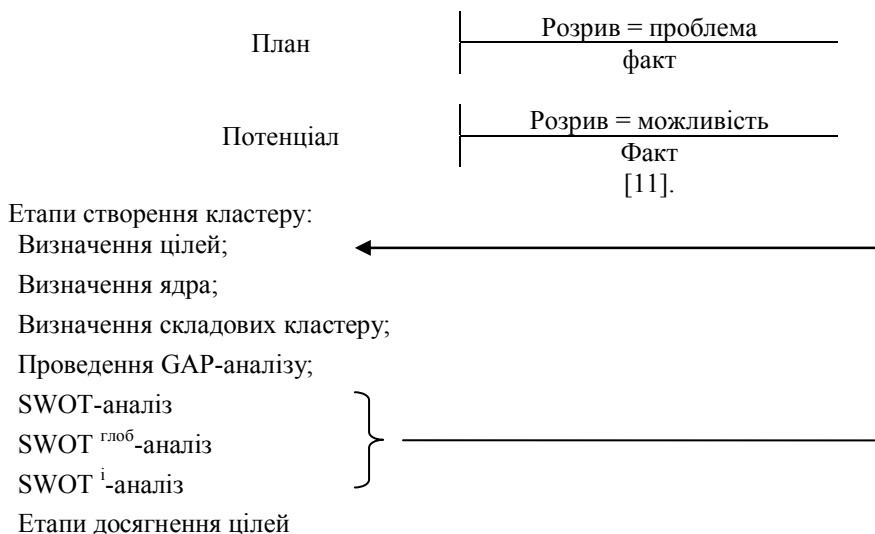 План
Розрив = проблема
факт
Потенціал
Розрив = можливість
Факт
[11].
Етапи створення кластеру:
Визначення цілей;
Визначення ядра;
Визначення складових кластеру;
Проведення GAP-аналізу;
SWOT-аналіз
SWOT глоб-аналіз
SWOT і-аналіз
Етапи досягнення цілей